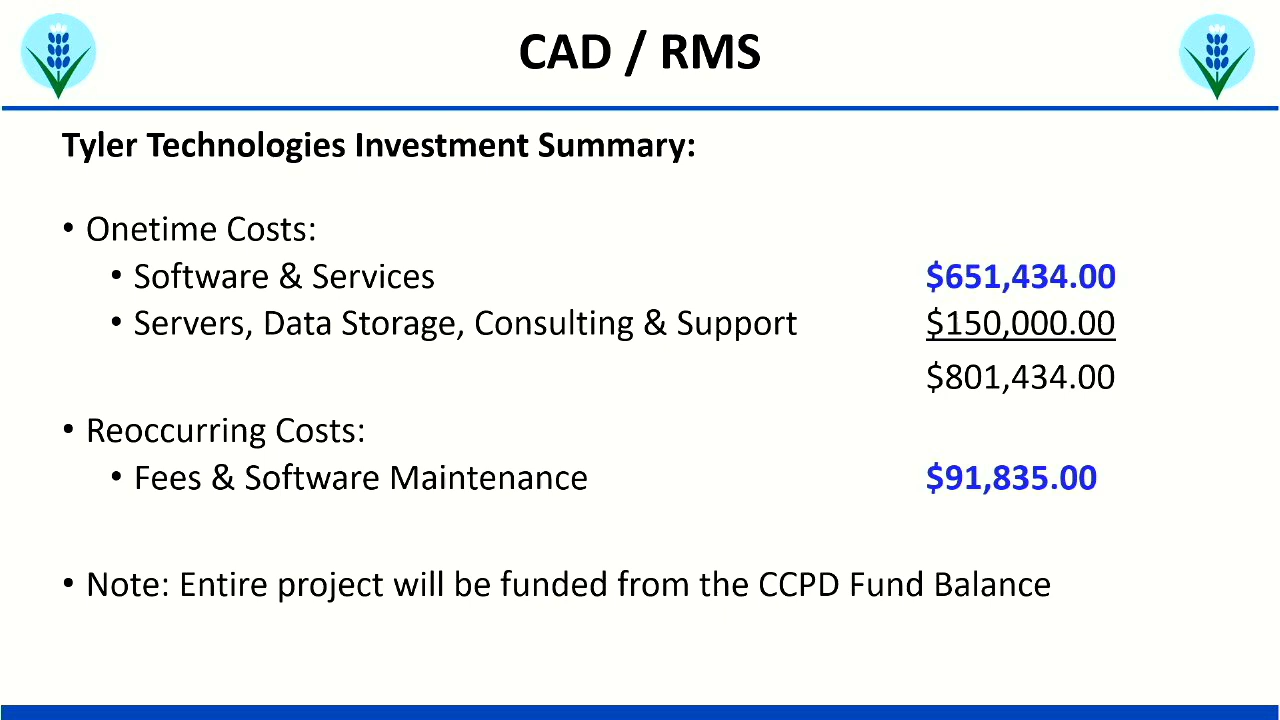 CAD / RMS
Tyler Technologies Investment Summary:
• Onetime Costs:
• Software & Services $651,434.00
• Servers, Data Storage, Consulting & Support $150,000.00
$801,434.00
• Reoccurring Costs:
• Fees & Software Maintenance $91,835.00
• Note: Entire project will be funded from the CCPD Fund Balance